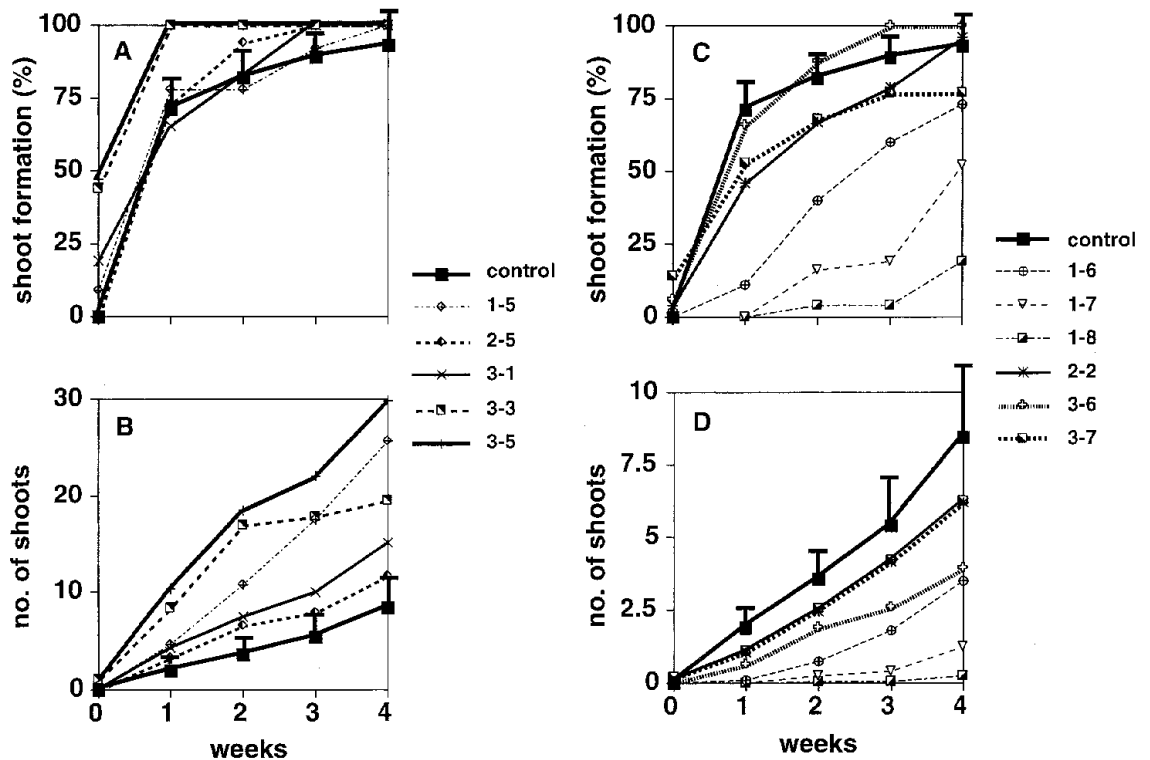 A
shoot formation (%)
100
75
50
25
0
B
no. of shoots
30
20
10
0
0 1 2 3 4
weeks
control
1-5
2-5
3-1
3-3
3-5
C
shoot formation (%)
100
75
50
25
0
D
no. of shoots
10
7.5
5
2.5
0
0 1 2 3 4
weeks
control
1-6
1-7
1-8
2-2
3-6
3-7